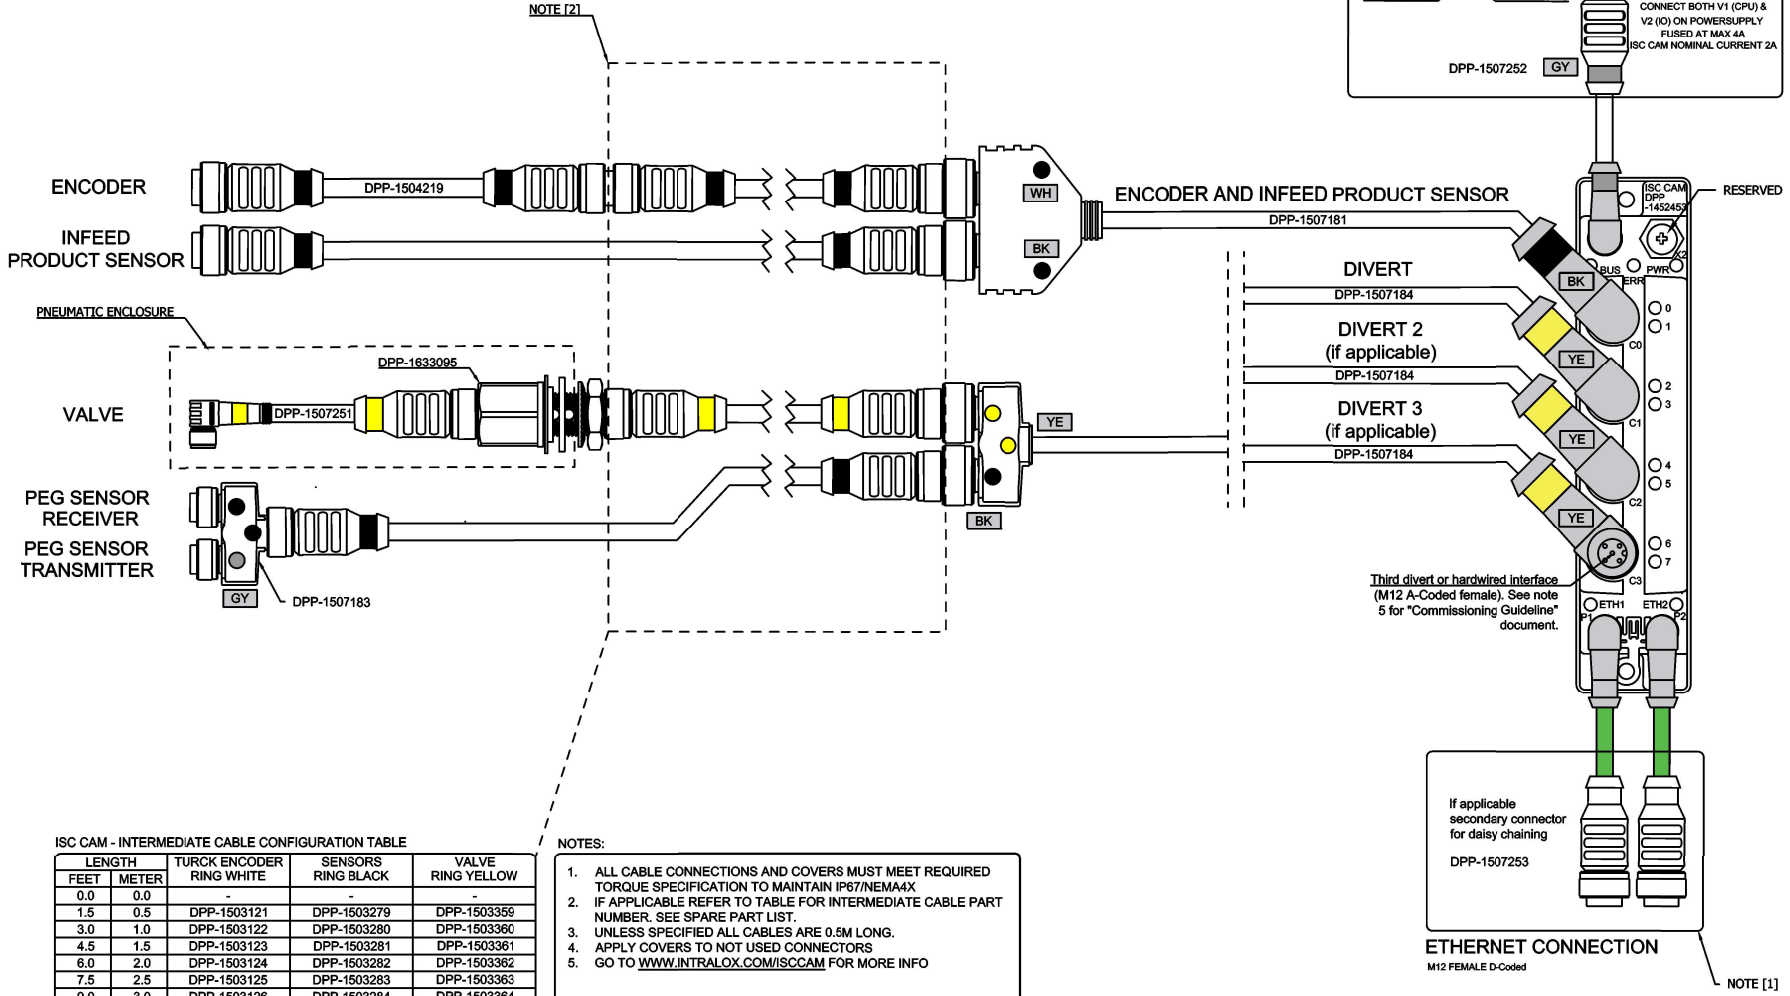 NOTE [2]
CONNECT BOTH V1 (CPU) &
V2 (IO) ON POWERSUPPLY
FUSED AT MAX 4A
ISC CAM NOMINAL CURRENT 2A
DPP-1507252
GY
ENCODER
DPP-1504219
WH
ENCODER AND INFEED PRODUCT SENSOR
DPP-1507181
ISC CAM
DPP
-1452453
RESERVED
INFEED
PRODUCT SENSOR
BK
X2
BUS
ERR
PWR
BK
0
1
C0
DIVERT
DPP-1507184
PNEUMATIC ENCLOSURE
DIVERT 2
(if applicable)
DPP-1507184
YE
2
3
C1
DPP-1633095
VALVE
DPP-1507251
YE
DIVERT 3
(if applicable)
DPP-1507184
YE
4
5
C2
PEG SENSOR
RECEIVER
BK
YE
6
7
C3
PEG SENSOR
TRANSMITTER
GY
DPP-1507183
Third divert or hardwired interface
(M12 A-Coded female). See note
5 for "Commissioning Guideline"
document.
ETH1
ETH2
P1
P2
If applicable
secondary connector
for daisy chaining
DPP-1507253
ETHERNET CONNECTION
M12 FEMALE D-Coded
NOTE [1]
ISC CAM - INTERMEDIATE CABLE CONFIGURATION TABLE
LENGTH TURCK ENCODER SENSORS VALVE
FEET METER RING WHITE RING BLACK RING YELLOW
0.0 0.0 - - -
1.5 0.5 DPP-1503121 DPP-1503279 DPP-1503359
3.0 1.0 DPP-1503122 DPP-1503280 DPP-1503360
4.5 1.5 DPP-1503123 DPP-1503281 DPP-1503361
6.0 2.0 DPP-1503124 DPP-1503282 DPP-1503362
7.5 2.5 DPP-1503125 DPP-1503283 DPP-1503363
9.0 3.0 DPP-1503126 DPP-1503284 DPP-1503364
NOTES:
1. ALL CABLE CONNECTIONS AND COVERS MUST MEET REQUIRED
TORQUE SPECIFICATION TO MAINTAIN IP67/NEMA4X
2. IF APPLICABLE REFER TO TABLE FOR INTERMEDIATE CABLE PART
NUMBER. SEE SPARE PART LIST.
3. UNLESS SPECIFIED ALL CABLES ARE 0.5M LONG.
4. APPLY COVERS TO NOT USED CONNECTORS
5. GO TO WWW.INTRALOX.COM/ISCCAM FOR MORE INFO